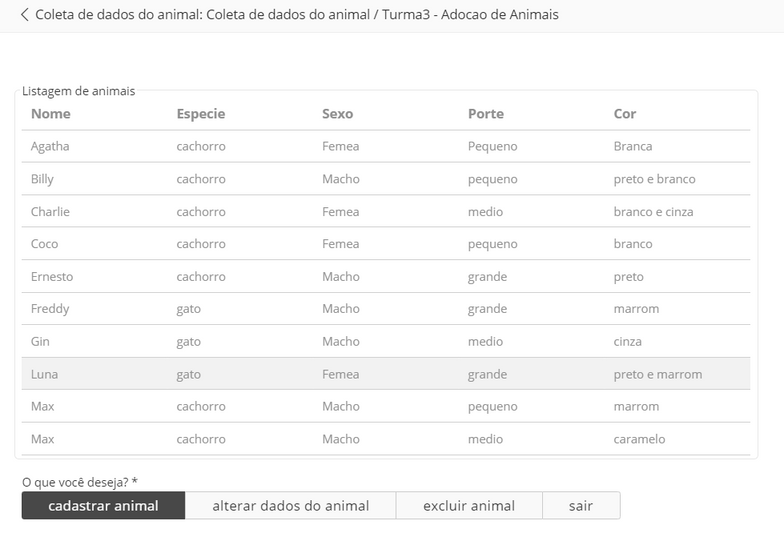 Coleta de dados do animal: Coleta de dados do animal / Turma3 - Adocao de Animais
Listagem de animais
Nome Especie Sexo Porte Cor
Agatha cachorro Femea Pequeno Branca
Billy cachorro Macho pequeno preto e branco
Charlie cachorro Femea medio branco e cinza
Coco cachorro Femea pequeno branco
Ernesto cachorro Macho grande preto
Freddy gato Macho grande marrom
Gin gato Macho medio cinza
Luna gato Femea grande preto e marrom
Max cachorro Macho pequeno marrom
Max cachorro Macho medio caramelo
O que você deseja? *
cadastrar animal alterar dados do animal excluir animal sair